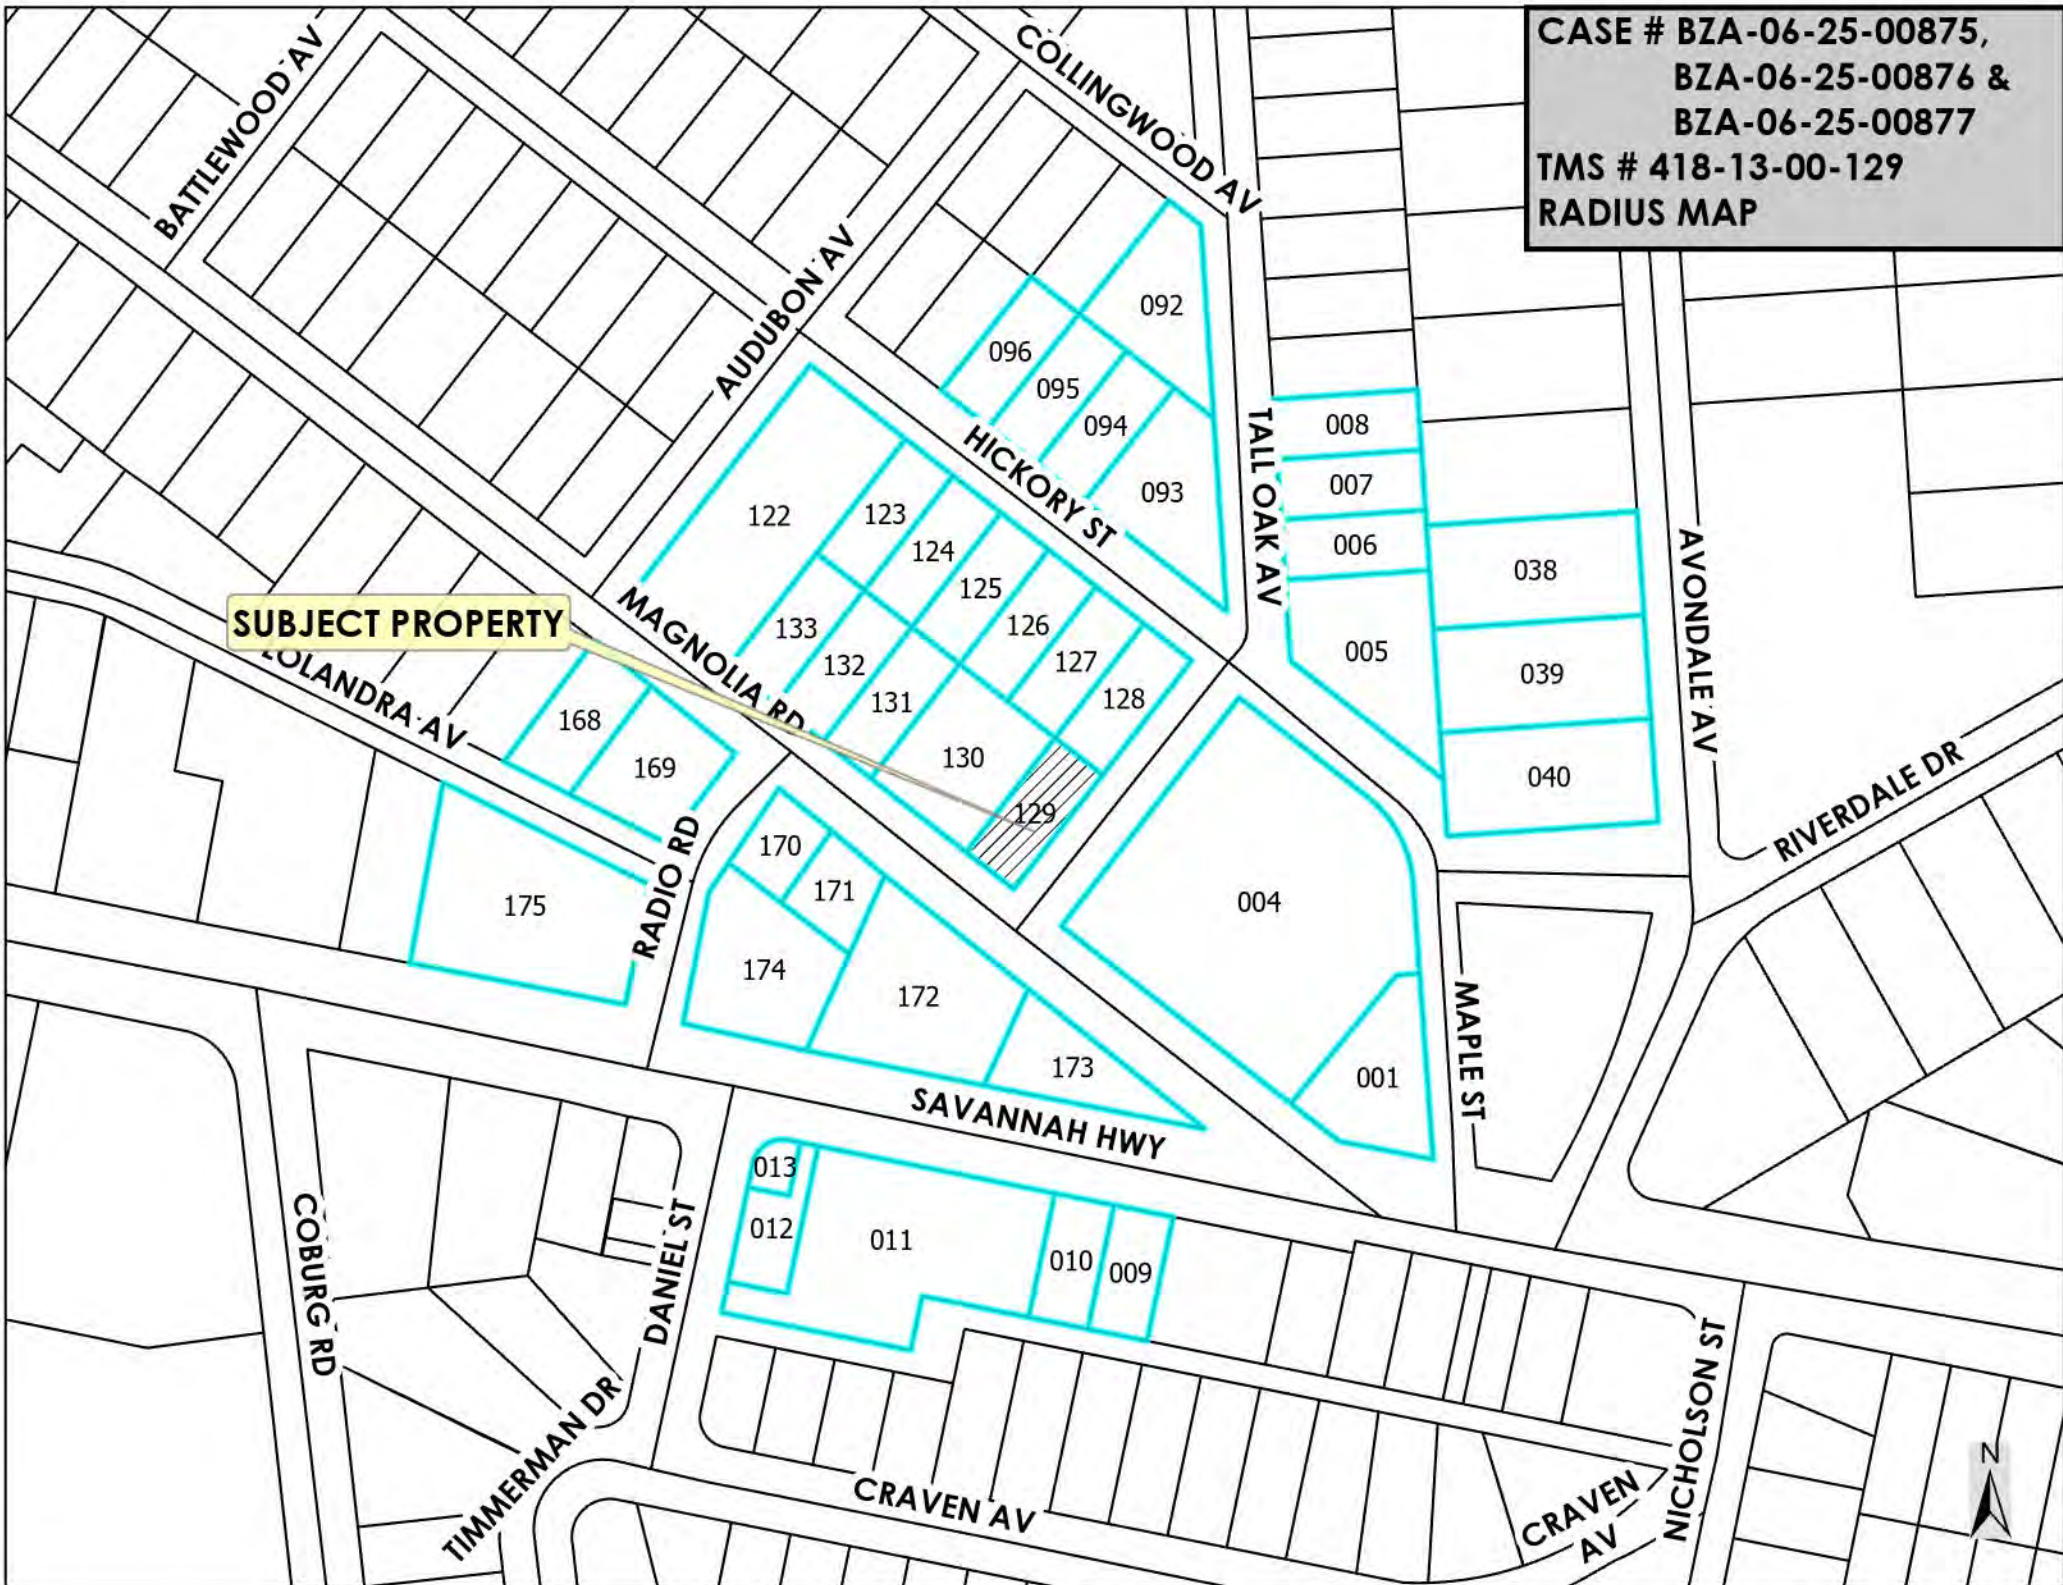 CASE # BZA-06-25-00875,
BZA-06-25-00876 &
BZA-06-25-00877
TMS # 418-13-00-129
RADIUS MAP
BATTLEWOOD AV
COLLINGWOOD AV
AUDUBON AV
092
096
095
094
093
HICKORY ST
TALL OAK AV
008
007
006
005
038
039
040
AVONDALE AV
RIVERDALE DR
122
123
124
125
126
127
128
133
132
131
130
129
SUBJECT PROPERTY
MAGNOLIA RD
LOLANDRA AV
168
169
170
171
174
172
173
175
RADIO RD
004
001
MAPLE ST
SAVANNAH HWY
013
012
011
010
009
COBURG RD
DANIEL ST
TIMMERMAN DR
CRAVEN AV
CRAVEN
AV
NICHOLSON ST
N